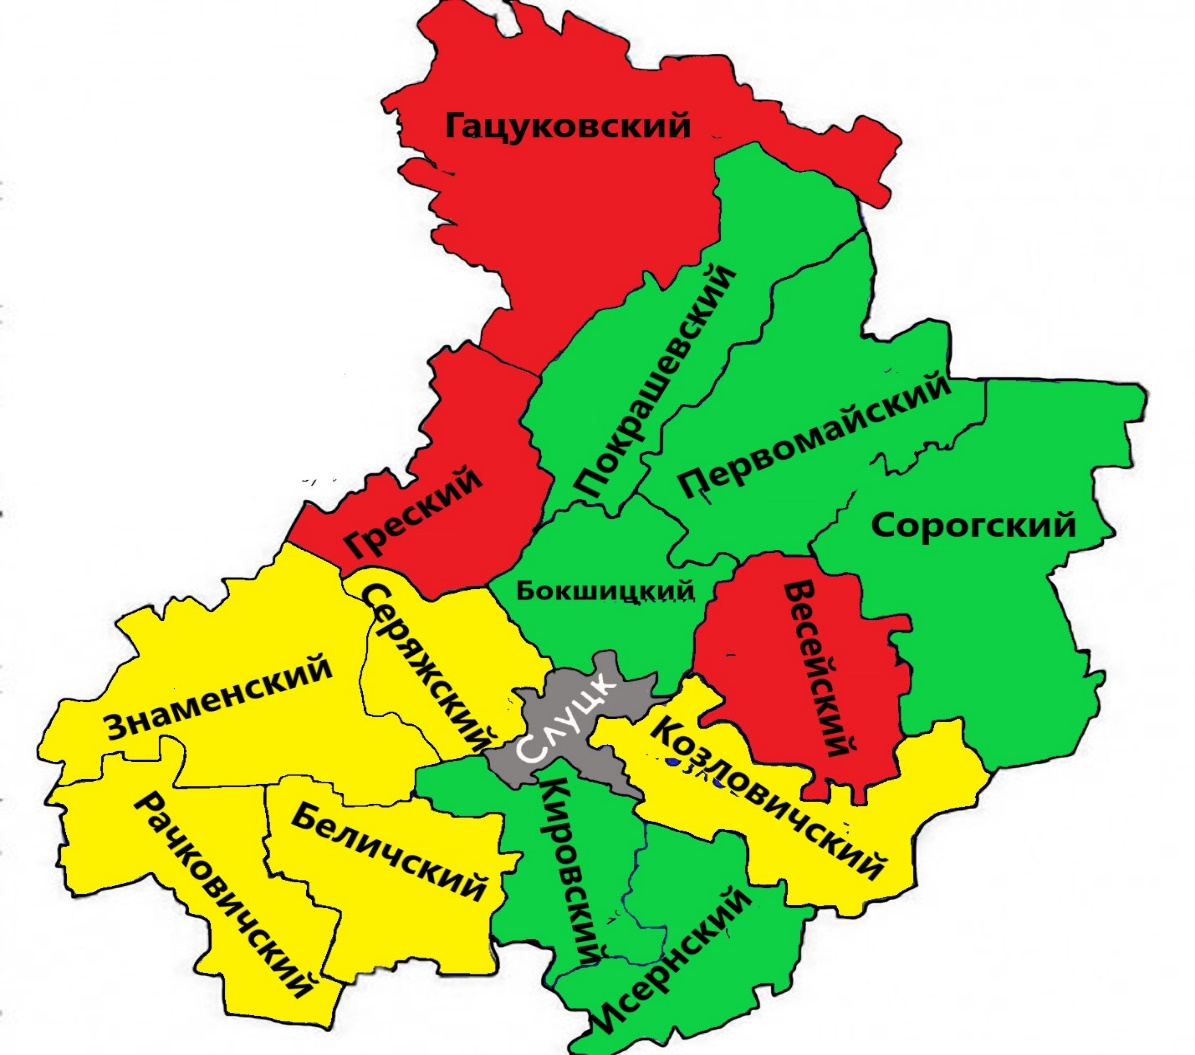 Гацуковский
Покрашевский
Первомайский
Греский
Сорогский
Бокшицкий
Весейский
Серяжский
Знаменский
Слуцк
Козловичский
Рачковичский
Беличский
Кировский
Исернский